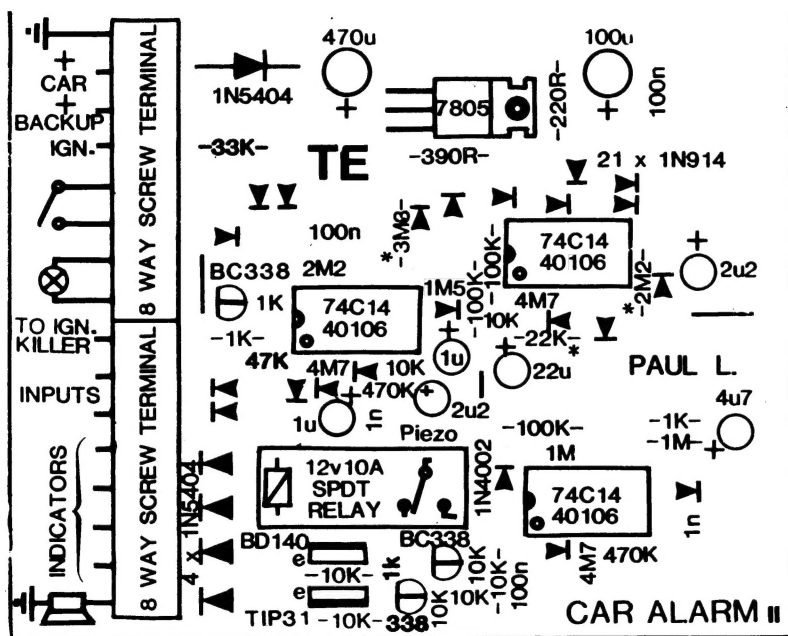 470u
100u
+
CAR
+
BACKUP
IGN.
8 WAY SCREW TERMINAL
1N5404
+
7805
-220R-
+
100n
-33K-
TE
-390R-
21 x 1N914
100n
*
-3M3-
-100K-
-100K-
74C14
40106
+
2u2
-2M2-
*
BC338
2M2
1K
74C14
40106
1M5
4M7
10K
+
1u
-22K-
*
TO IGN.
KILLER
-1K-
47K
4M7
10K
470K
+
22u
PAUL L.
INPUTS
+
1u
1n
+
2u2
4u7
-1K-
-1M-
+
Piezo
-100K-
1M
INDICATORS
8 WAY SCREW TERMINAL
4 x 1N5404
12v 10A
SPDT
RELAY
1N4002
74C14
40106
1n
BD140
e
-10K-
1k
BC338
10K
-10K-
100n
4M7
470K
e
TIP31
-10K-
338
10K
10K
CAR ALARM II